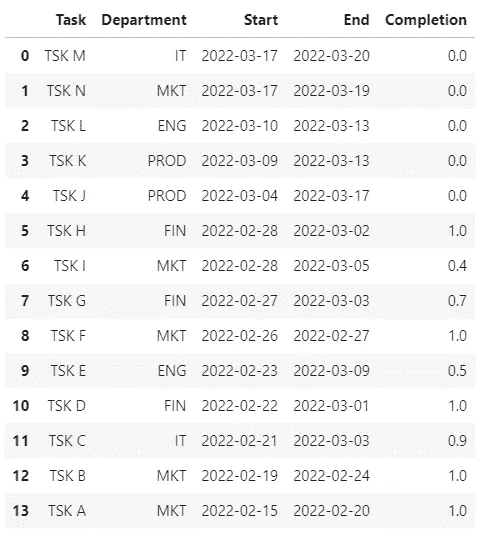 Task Department Start End Completion
0 TSK M IT 2022-03-17 2022-03-20 0.0
1 TSK N MKT 2022-03-17 2022-03-19 0.0
2 TSK L ENG 2022-03-10 2022-03-13 0.0
3 TSK K PROD 2022-03-09 2022-03-13 0.0
4 TSK J PROD 2022-03-04 2022-03-17 0.0
5 TSK H FIN 2022-02-28 2022-03-02 1.0
6 TSK I MKT 2022-02-28 2022-03-05 0.4
7 TSK G FIN 2022-02-27 2022-03-03 0.7
8 TSK F MKT 2022-02-26 2022-02-27 1.0
9 TSK E ENG 2022-02-23 2022-03-09 0.5
10 TSK D FIN 2022-02-22 2022-03-01 1.0
11 TSK C IT 2022-02-21 2022-03-03 0.9
12 TSK B MKT 2022-02-19 2022-02-24 1.0
13 TSK A MKT 2022-02-15 2022-02-20 1.0